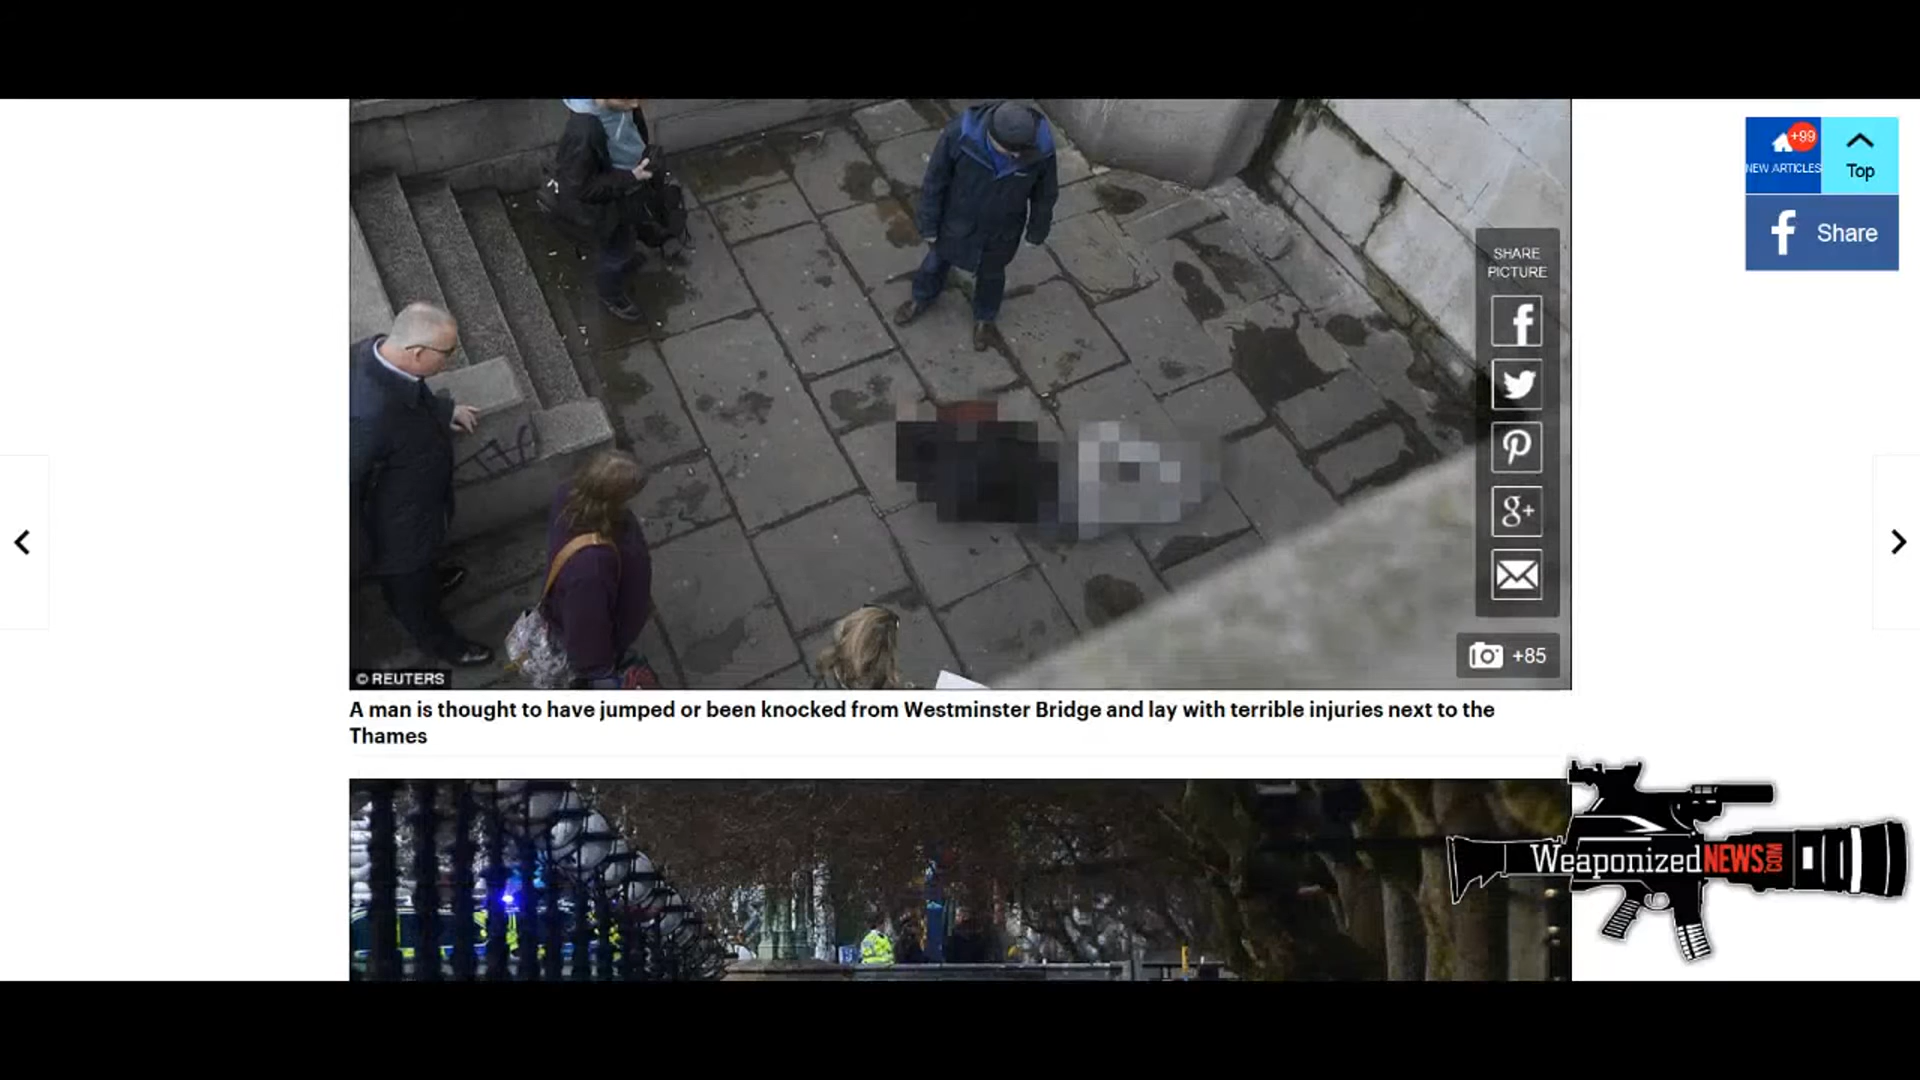 +99
NEW ARTICLES
Top
Share
SHARE
PICTURE
+85
© REUTERS
A man is thought to have jumped or been knocked from Westminster Bridge and lay with terrible injuries next to the
Thames
WeaponizedNEWS.COM